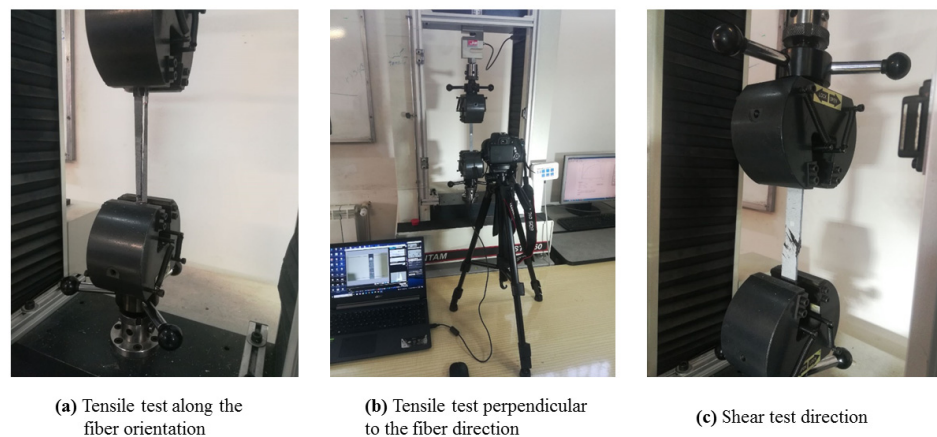 (a) Tensile test along the
fiber orientation
(b) Tensile test perpendicular
to the fiber direction
(c) Shear test direction